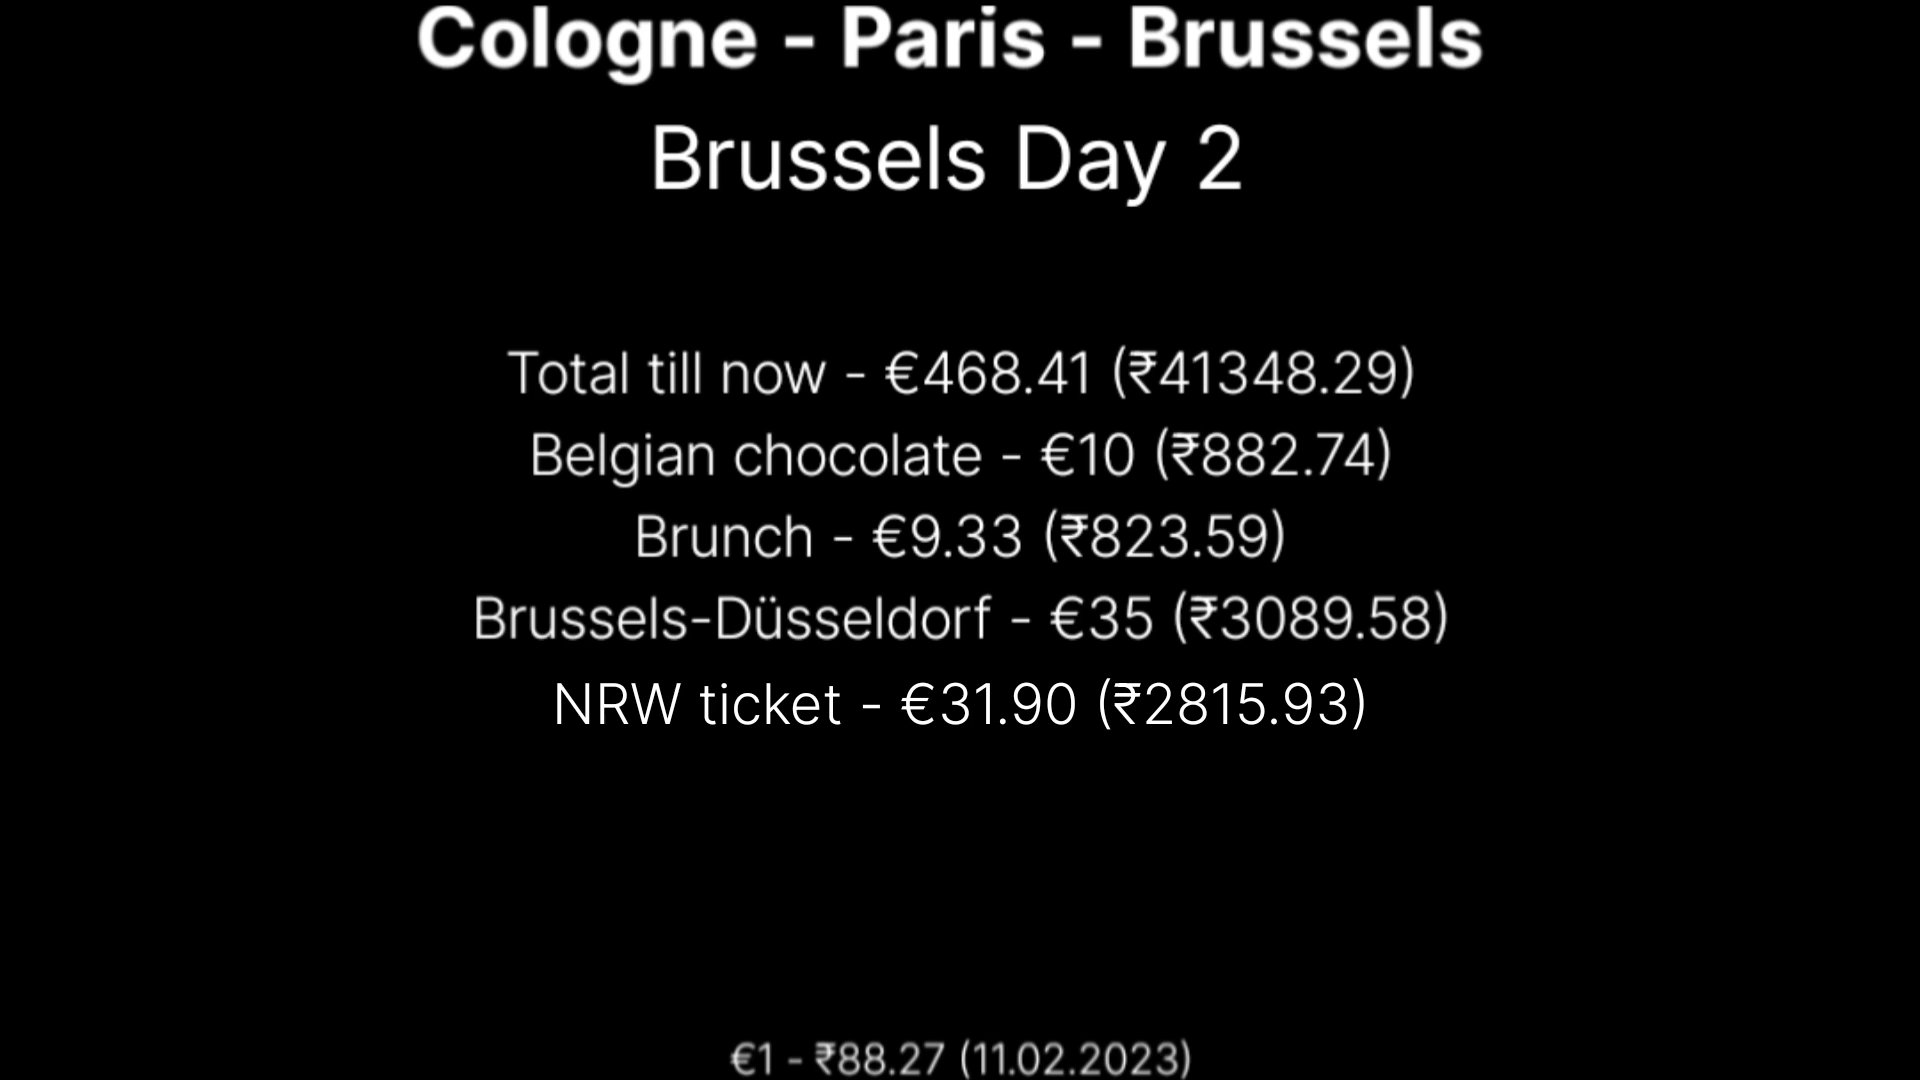 Cologne - Paris - Brussels
Brussels Day 2
Total till now - €468.41 (₹41348.29)
Belgian chocolate - €10 (₹882.74)
Brunch - €9.33 (₹823.59)
Brussels-Düsseldorf - €35 (₹3089.58)
NRW ticket - €31.90 (₹2815.93)
€1 - ₹88.27 (11.02.2023)